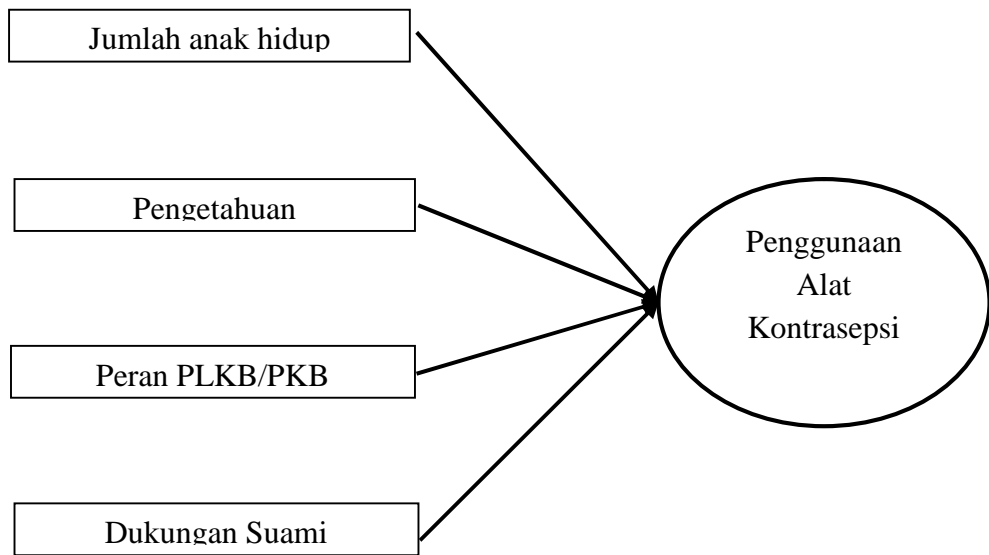 Jumlah anak hidup
Pengetahuan
Peran PLKB/PKB
Dukungan Suami
Penggunaan
Alat
Kontrasepsi